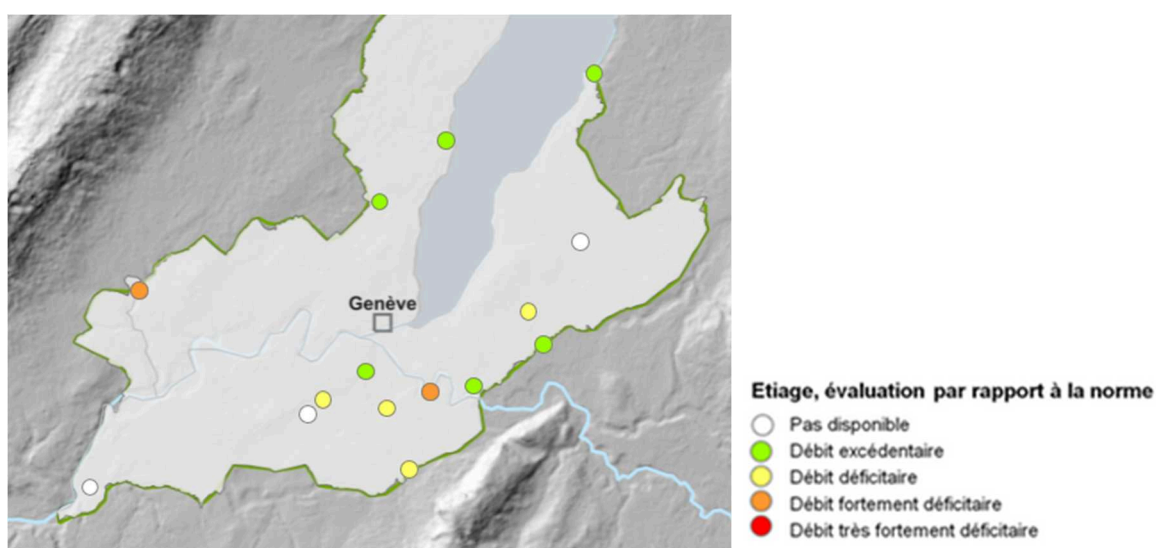 Genève
Etiage, évaluation par rapport à la norme
Pas disponible
Débit excédentaire
Débit déficitaire
Débit fortement déficitaire
Débit très fortement déficitaire